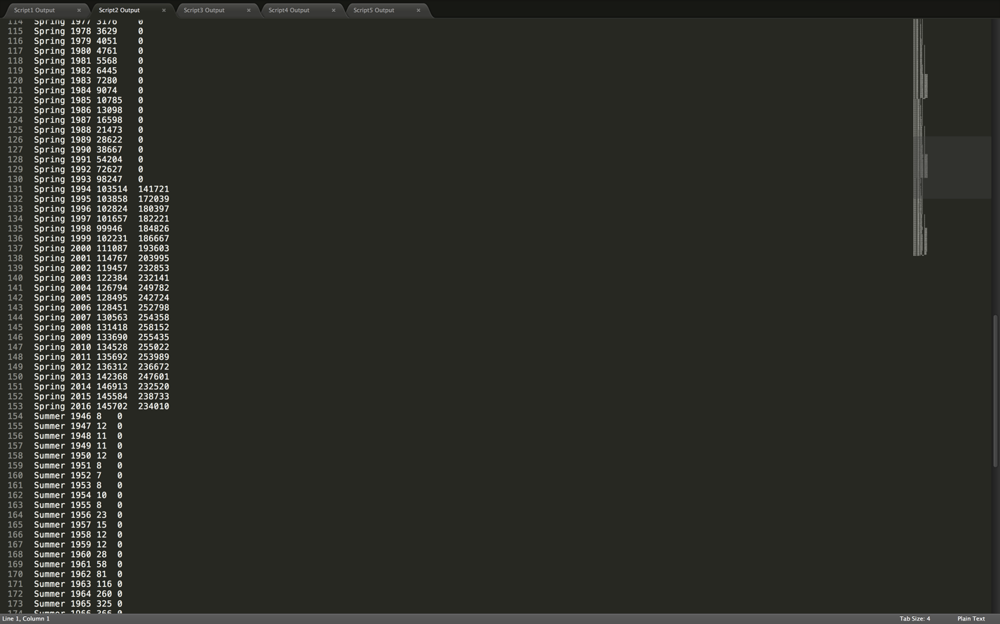 Script1 Output × Script2 Output × Script3 Output × Script4 Output × Script5 Output ×
114 Spring 1977 3176 0
115 Spring 1978 3629 0
116 Spring 1979 4051 0
117 Spring 1980 4761 0
118 Spring 1981 5568 0
119 Spring 1982 6445 0
120 Spring 1983 7280 0
121 Spring 1984 9074 0
122 Spring 1985 10785 0
123 Spring 1986 13098 0
124 Spring 1987 16598 0
125 Spring 1988 21473 0
126 Spring 1989 28622 0
127 Spring 1990 38667 0
128 Spring 1991 54204 0
129 Spring 1992 72627 0
130 Spring 1993 98247 0
131 Spring 1994 103514 141721
132 Spring 1995 103858 172039
133 Spring 1996 102824 180397
134 Spring 1997 101657 182221
135 Spring 1998 99946 184826
136 Spring 1999 102231 186667
137 Spring 2000 111087 193603
138 Spring 2001 114767 203995
139 Spring 2002 119457 232853
140 Spring 2003 122384 232141
141 Spring 2004 126794 249782
142 Spring 2005 128495 242724
143 Spring 2006 128451 252798
144 Spring 2007 130563 254358
145 Spring 2008 131418 258152
146 Spring 2009 133690 255435
147 Spring 2010 134528 255022
148 Spring 2011 135692 253989
149 Spring 2012 136312 236672
150 Spring 2013 142368 247601
151 Spring 2014 146913 232520
152 Spring 2015 145584 238733
153 Spring 2016 145702 234010
154 Summer 1946 8 0
155 Summer 1947 12 0
156 Summer 1948 11 0
157 Summer 1949 11 0
158 Summer 1950 12 0
159 Summer 1951 8 0
160 Summer 1952 7 0
161 Summer 1953 8 0
162 Summer 1954 10 0
163 Summer 1955 8 0
164 Summer 1956 23 0
165 Summer 1957 15 0
166 Summer 1958 12 0
167 Summer 1959 12 0
168 Summer 1960 28 0
169 Summer 1961 58 0
170 Summer 1962 81 0
171 Summer 1963 116 0
172 Summer 1964 260 0
173 Summer 1965 325 0
174 Summer 1966 366 0
Line 1, Column 1 Tab Size: 4 Plain Text